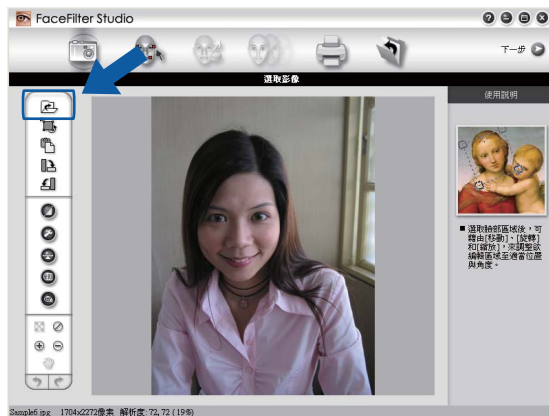 FaceFilter Studio
下一步
選取影像
使用說明
■ 選取臉部區域後，可
藉由[移動]、[旋轉]
和[縮放]，來調整欲
編輯區域至適當位置
與角度。
Sample6.jpg 1704x2272像素 解析度: 72, 72 (19%)